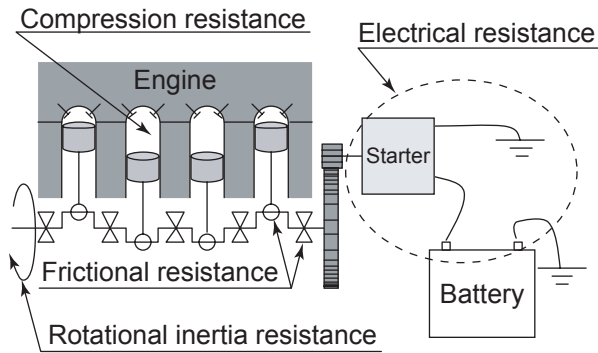 Compression resistance
Electrical resistance
Engine
Starter
Frictional resistance
Battery
Rotational inertia resistance